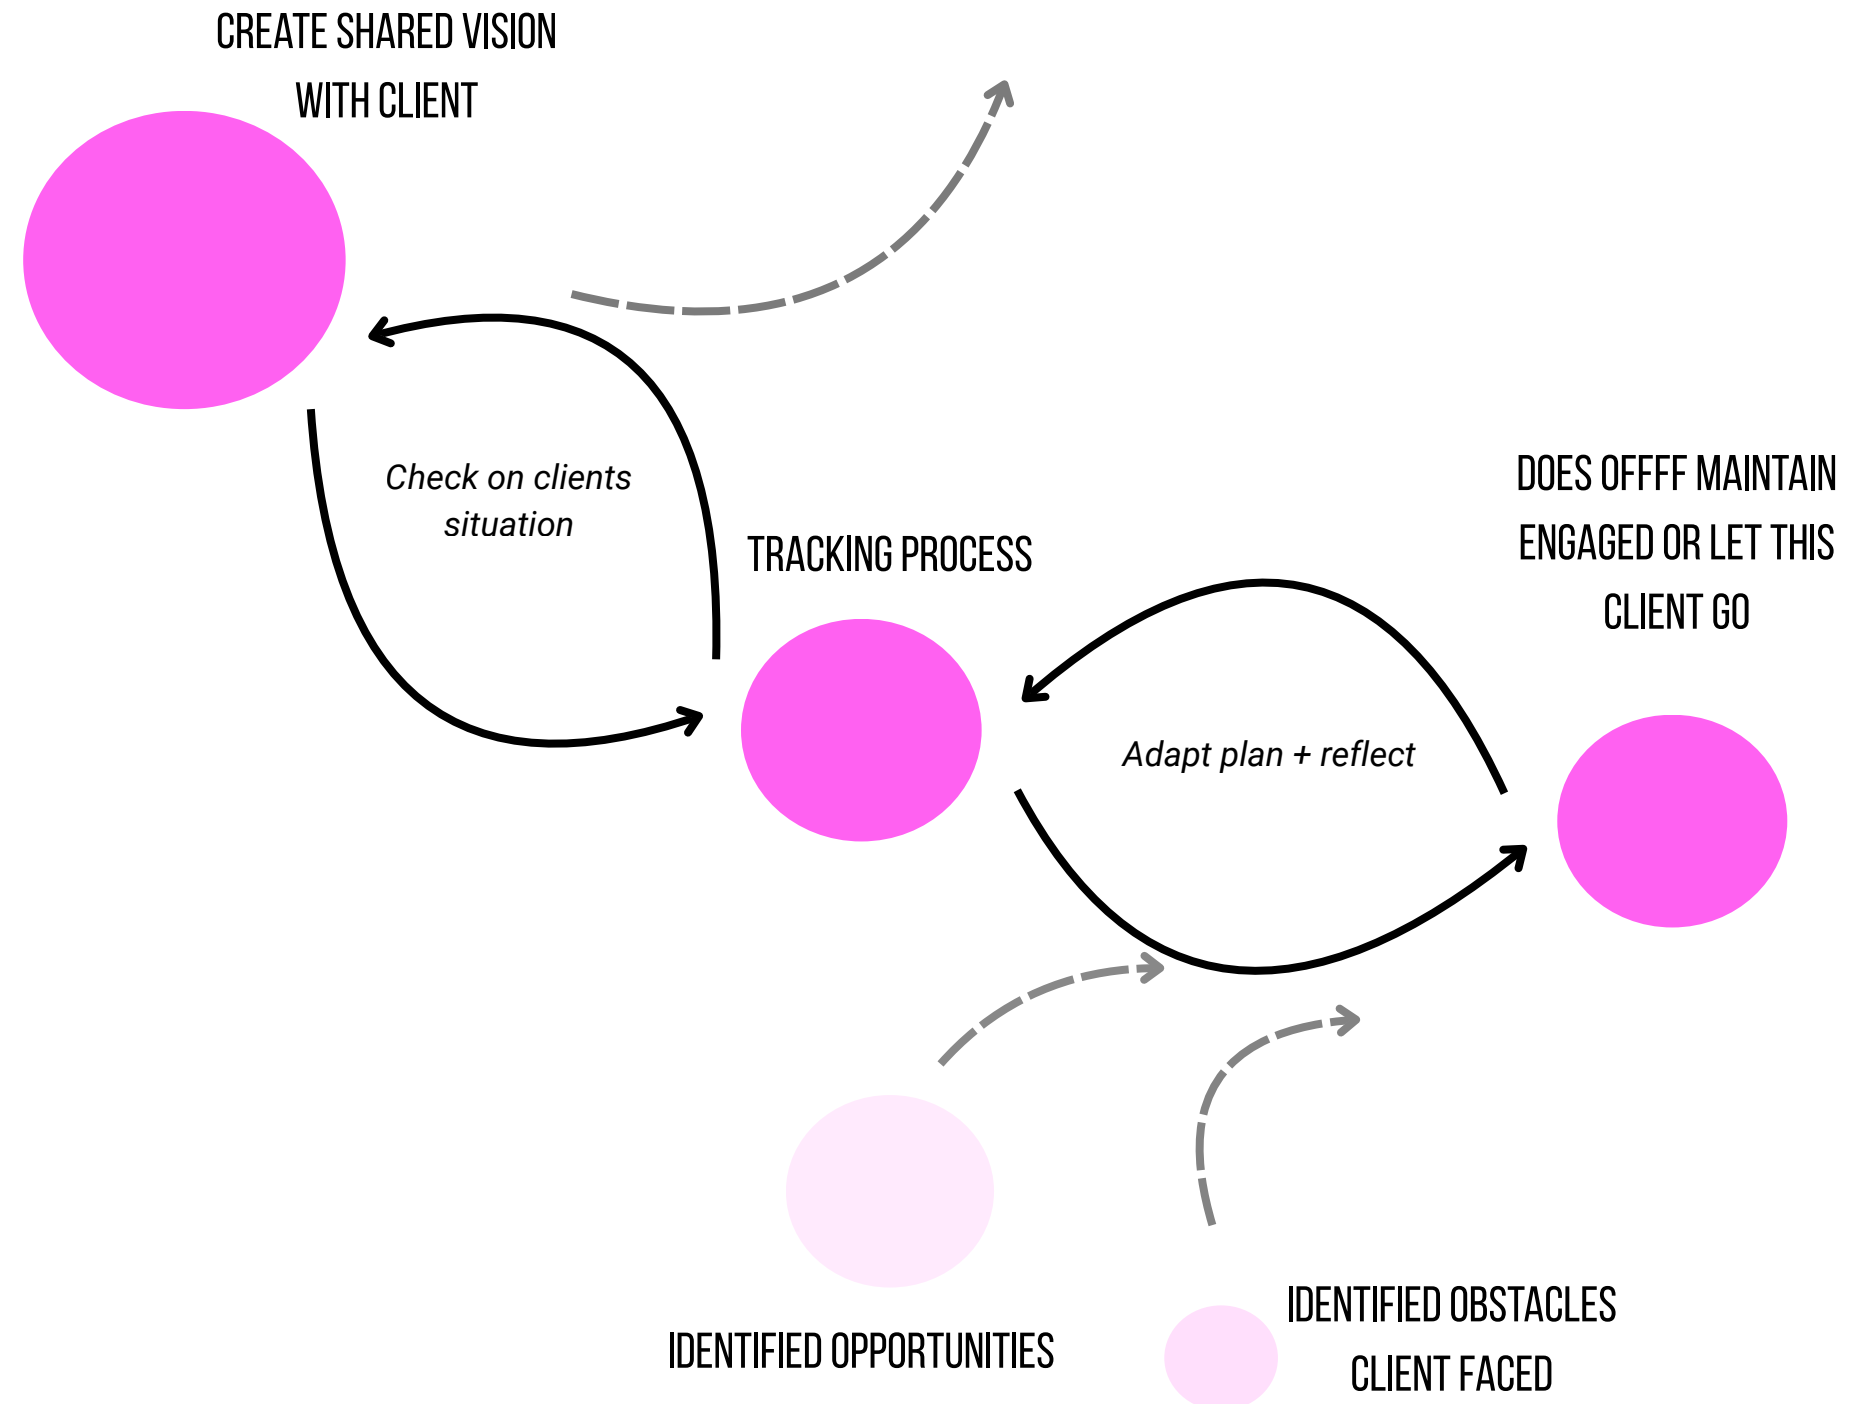 CREATE SHARED VISION
WITH CLIENT
Check on clients
situation
TRACKING PROCESS
DOES OFFFF MAINTAIN
ENGAGED OR LET THIS
CLIENT GO
Adapt plan + reflect
IDENTIFIED OPPORTUNITIES
IDENTIFIED OBSTACLES
CLIENT FACED